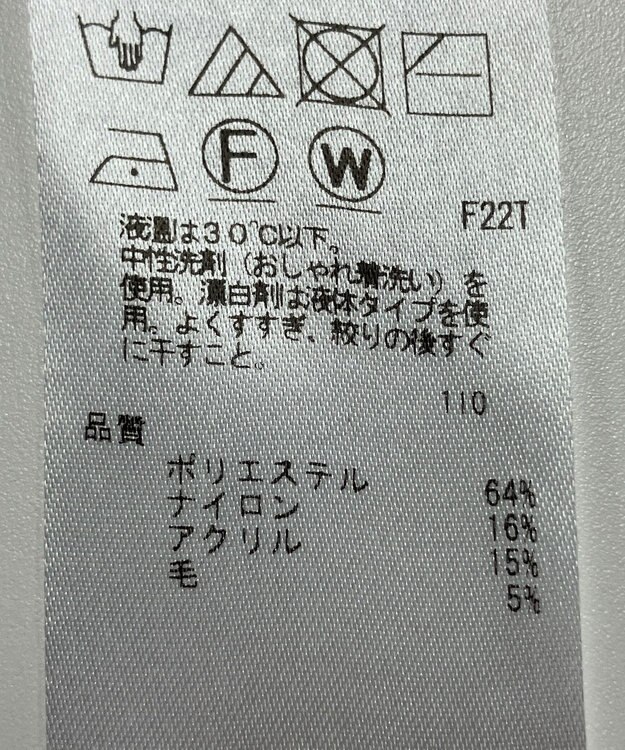 F
W
F22T
液温は30℃以下。
中性洗剤（おしゃれ着洗い）を
使用。漂白剤は液体タイプを使
用。よくすすぎ、絞りの後すぐ
に干すこと。
110
品質
ポリエステル 64%
ナイロン 16%
アクリル 15%
毛 5%